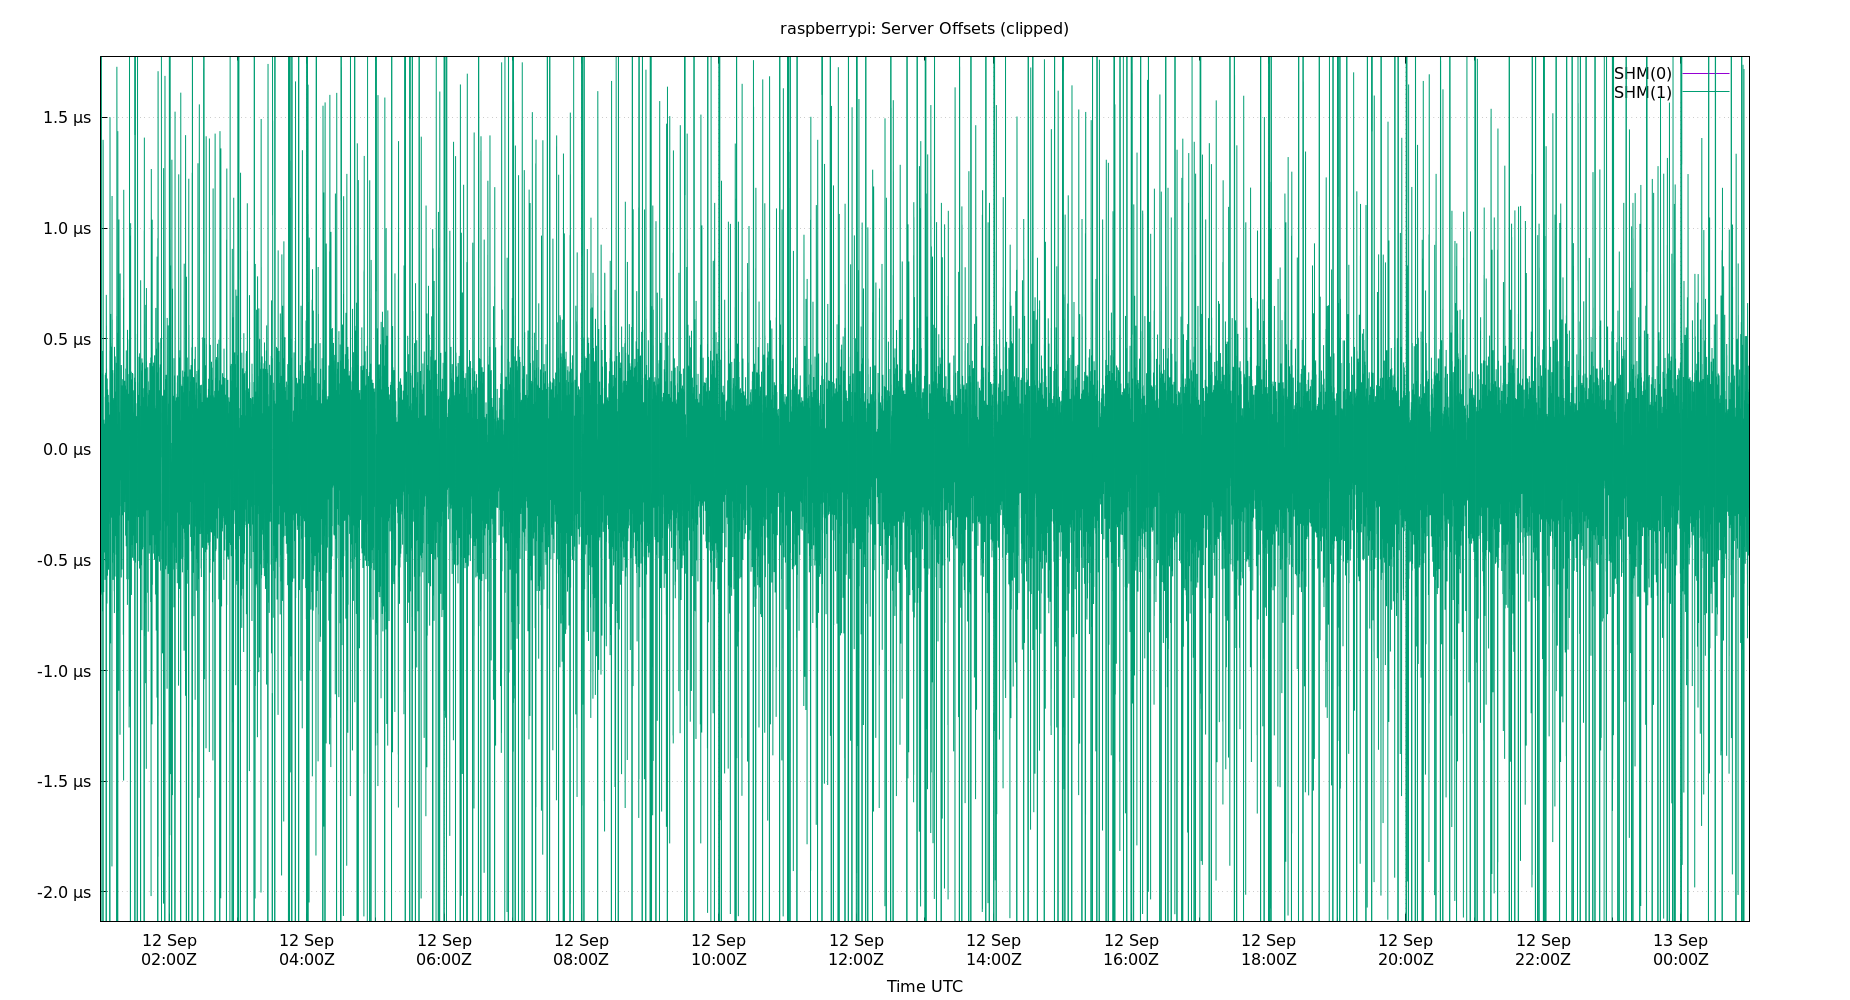 raspberrypi: Server Offsets (clipped)
SHM(0)
SHM(1)
1.5 µs
1.0 µs
0.5 µs
0.0 µs
-0.5 µs
-1.0 µs
-1.5 µs
-2.0 µs
12 Sep 12 Sep 12 Sep 12 Sep 12 Sep 12 Sep 12 Sep 12 Sep 12 Sep 12 Sep 12 Sep 13 Sep
02:00Z 04:00Z 06:00Z 08:00Z 10:00Z 12:00Z 14:00Z 16:00Z 18:00Z 20:00Z 22:00Z 00:00Z
Time UTC